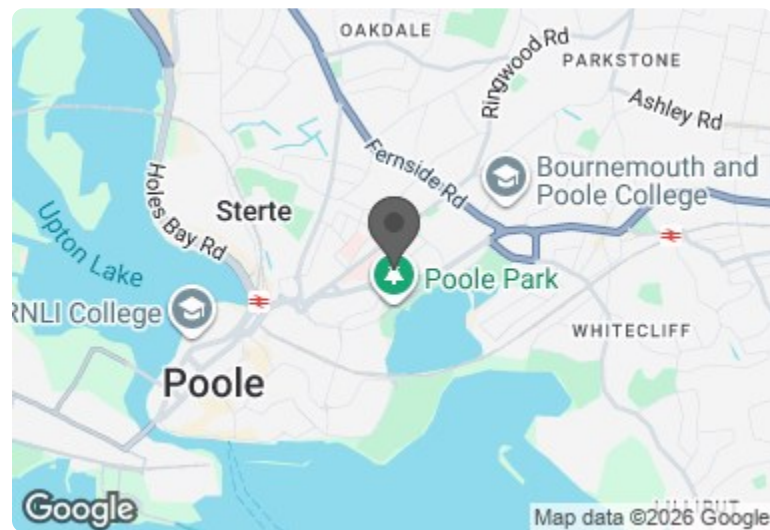 OAKDALE
Ringwood Rd
PARKSTONE
Ashley Rd
Fernside Rd
Bournemouth and
Poole College
Holes Bay Rd
Sterte
Upton Lake
Poole Park
RNLI College
WHITECLIFF
Poole
LILLIPUT
Google
Map data ©2026 Google